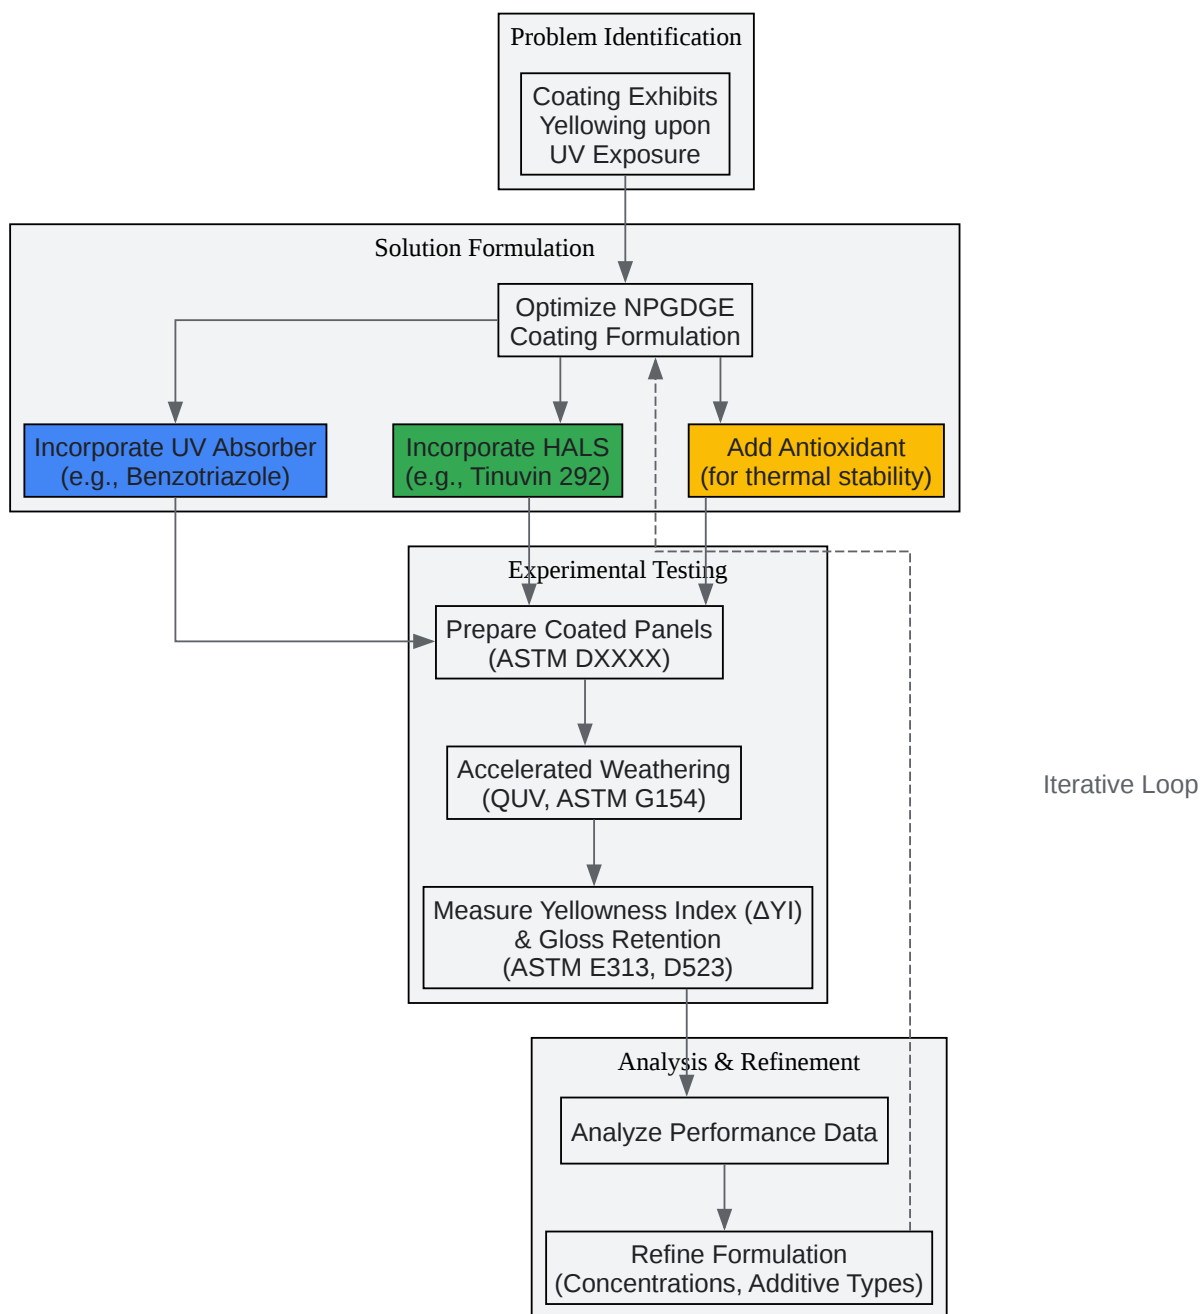 Problem Identification
Coating Exhibits
Yellowing upon
UV Exposure
Solution Formulation
Optimize NPGDGE
Coating Formulation
Incorporate UV Absorber
(e.g., Benzotriazole)
Incorporate HALS
(e.g., Tinuvin 292)
Add Antioxidant
(for thermal stability)
Experimental Testing
Prepare Coated Panels
(ASTM DXXXX)
Accelerated Weathering
(QUV, ASTM G154)
Iterative Loop
Measure Yellowness Index (ΔYI)
& Gloss Retention
(ASTM E313, D523)
Analysis & Refinement
Analyze Performance Data
Refine Formulation
(Concentrations, Additive Types)